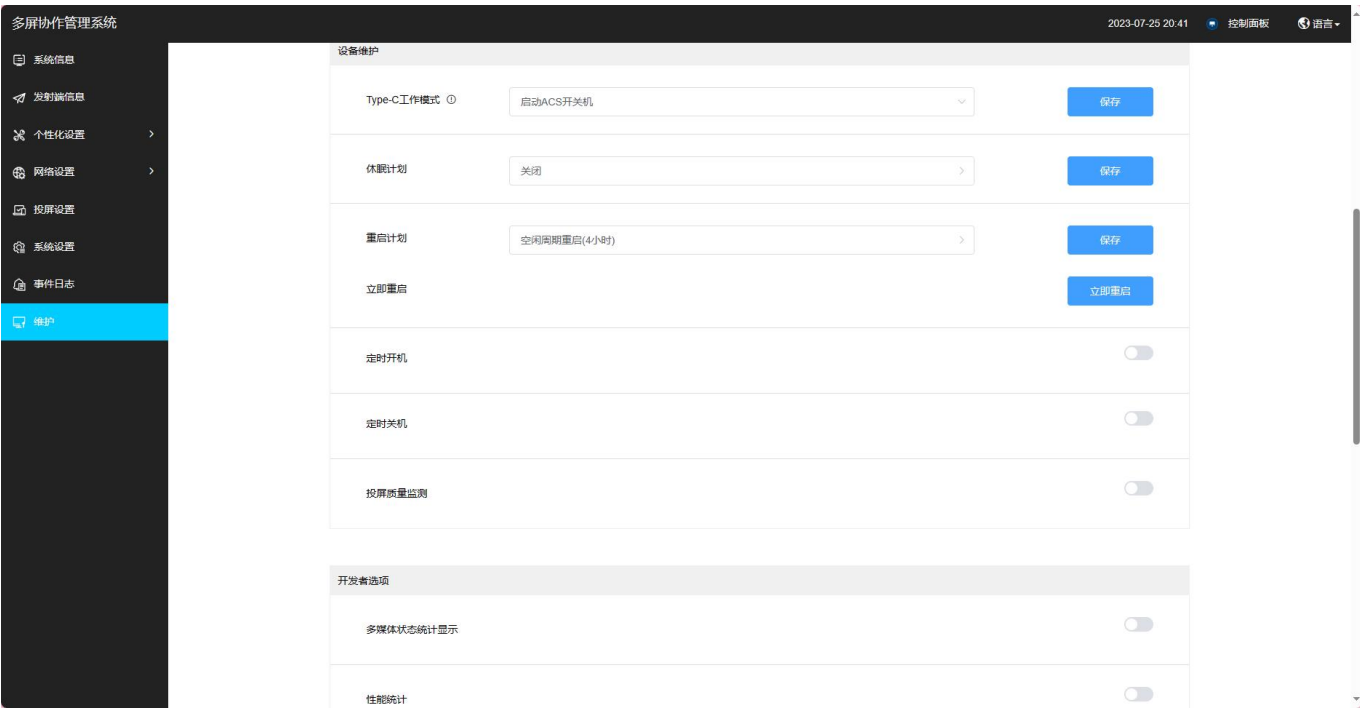 多屏协作管理系统
2023-07-25 20:41 控制面板 语言
系统信息
发射端信息
个性化设置
网络设置
投屏设置
系统设置
事件日志
维护
设备维护
Type-C工作模式 启动ACS开关机 保存
休眠计划 关闭 保存
重启计划 空闲周期重启(4小时) 保存
立即重启 立即重启
定时开机
定时关机
投屏质量监测
开发者选项
多媒体状态统计显示
性能统计